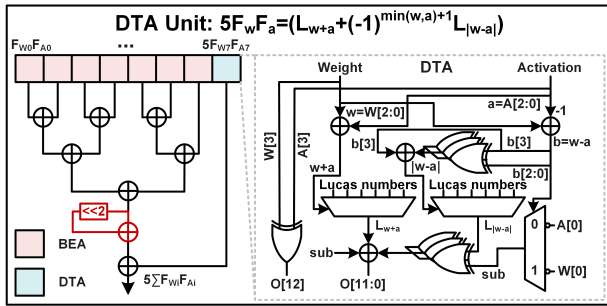 DTA Unit: 5FwFa=(Lw+a+(-1)^min(w,a)+1 L|w-a|)
FW0FA0 ... 5FW7FA7
<<2
BEA
DTA
5∑FWiFAi
Weight DTA Activation
w=W[2:0] a=A[2:0] -1
W[3] A[3] b[3] b[3] b=w-a
|w-a|
w+a b[2:0]
Lucas numbers Lucas numbers
Lw+a L|w-a| 0 A[0]
sub sub 1 W[0]
O[12] O[11:0]